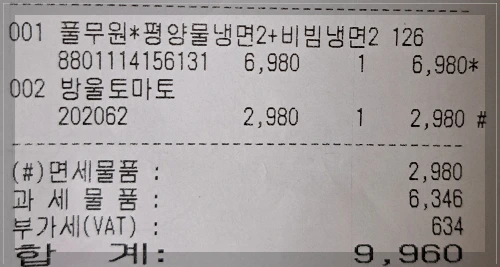 001 풀무원*평양물냉면2+비빔냉면2 126
8801114156131 6,980 1 6,980*
002 방울토마토
202062 2,980 1 2,980 #
(#)면세물품 : 2,980
과 세 물 품 : 6,346
부가세(VAT) : 634
합 계: 9,960